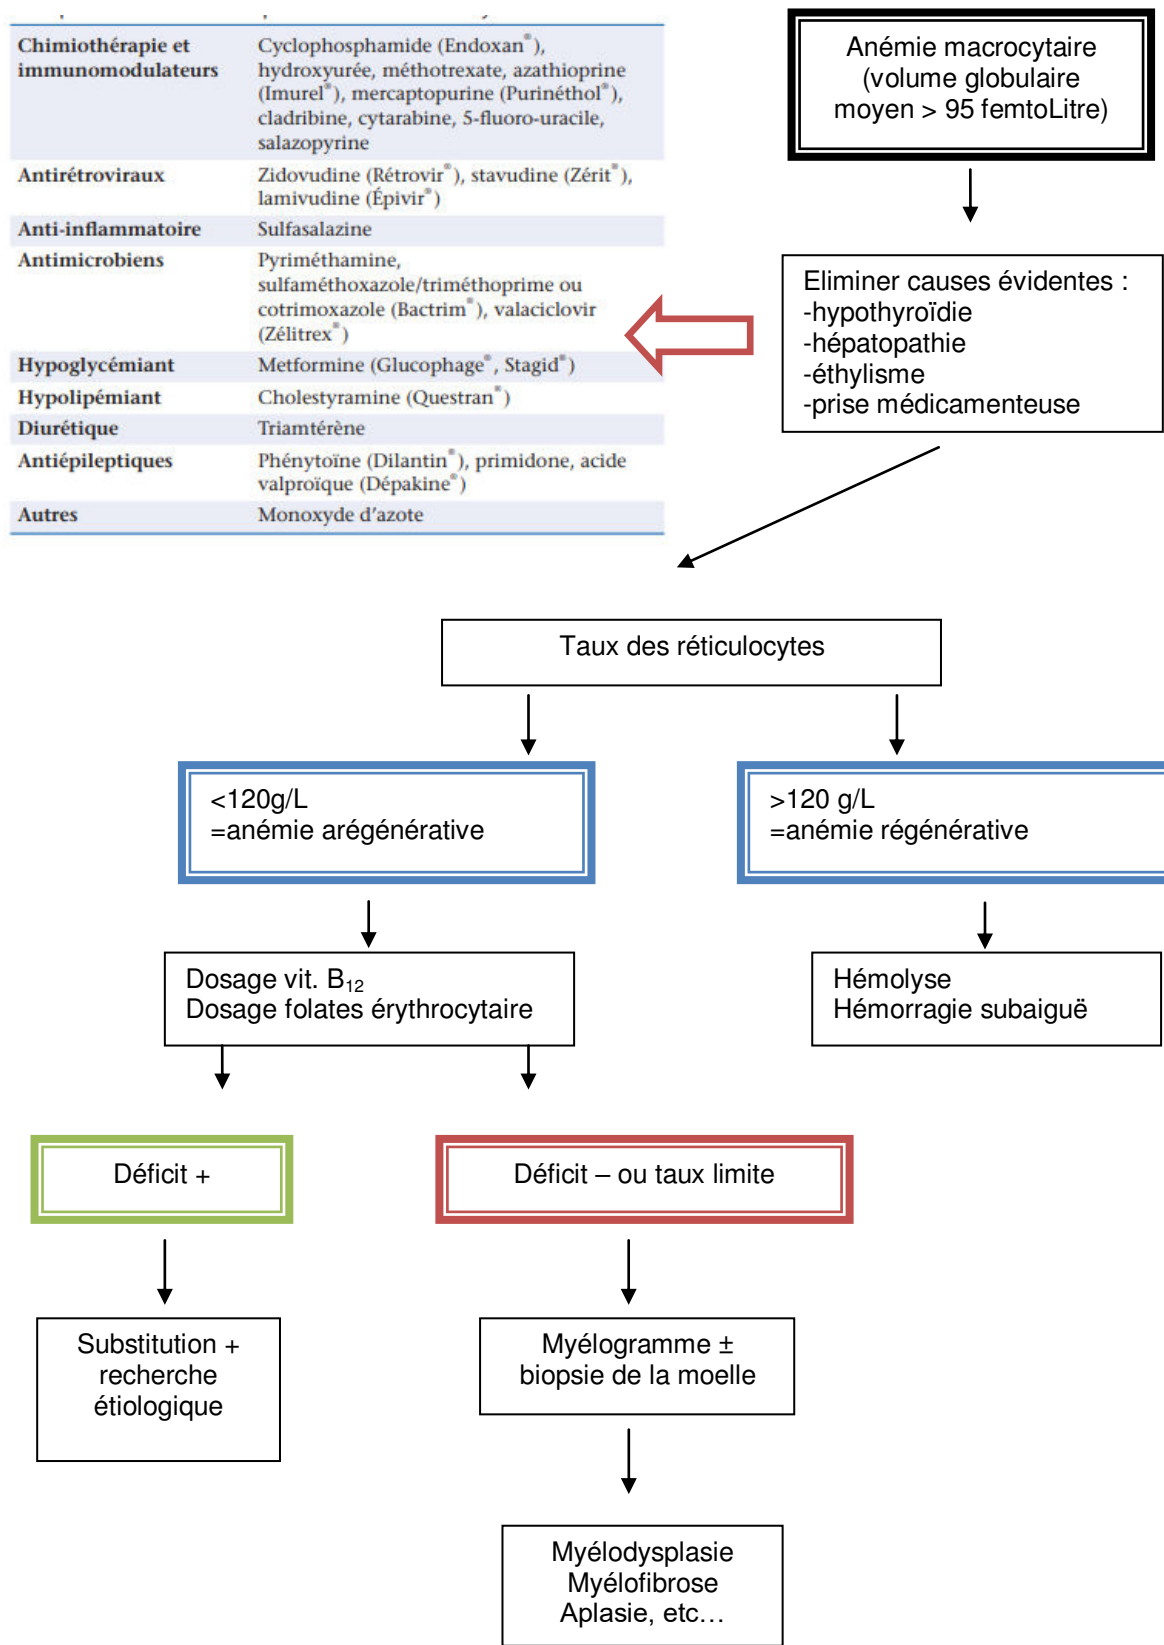 Chimiothérapie et
immunomodulateurs
Cyclophosphamide (Endoxan®),
hydroxyurée, méthotrexate, azathioprine
(Imurel®), mercaptopurine (Purinéthol®),
cladribine, cytarabine, 5-fluoro-uracile,
salazopyrine
Antirétroviraux
Zidovudine (Rétrovir®), stavudine (Zérit®),
lamivudine (Épivir®)
Anti-inflammatoire
Sulfasalazine
Antimicrobiens
Pyriméthamine,
sulfaméthoxazole/triméthoprime ou
cotrimoxazole (Bactrim®), valaciclovir
(Zélitrex®)
Hypoglycémiant
Metformine (Glucophage®, Stagid®)
Hypolipémiant
Cholestyramine (Questran®)
Diurétique
Triamtérène
Antiépileptiques
Phénytoïne (Dilantin®), primidone, acide
valproïque (Dépakine®)
Autres
Monoxyde d'azote
Anémie macrocytaire
(volume globulaire
moyen > 95 femtoLitre)
Eliminer causes évidentes :
-hypothyroïdie
-hépatopathie
-éthylisme
-prise médicamenteuse
Taux des réticulocytes
<120g/L
=anémie arégénérative
>120 g/L
=anémie régénérative
Dosage vit. B₁₂
Dosage folates érythrocytaire
Hémolyse
Hémorragie subaiguë
Déficit +
Déficit – ou taux limite
Substitution +
recherche
étiologique
Myélogramme ±
biopsie de la moelle
Myélodysplasie
Myélofibrose
Aplasie, etc…